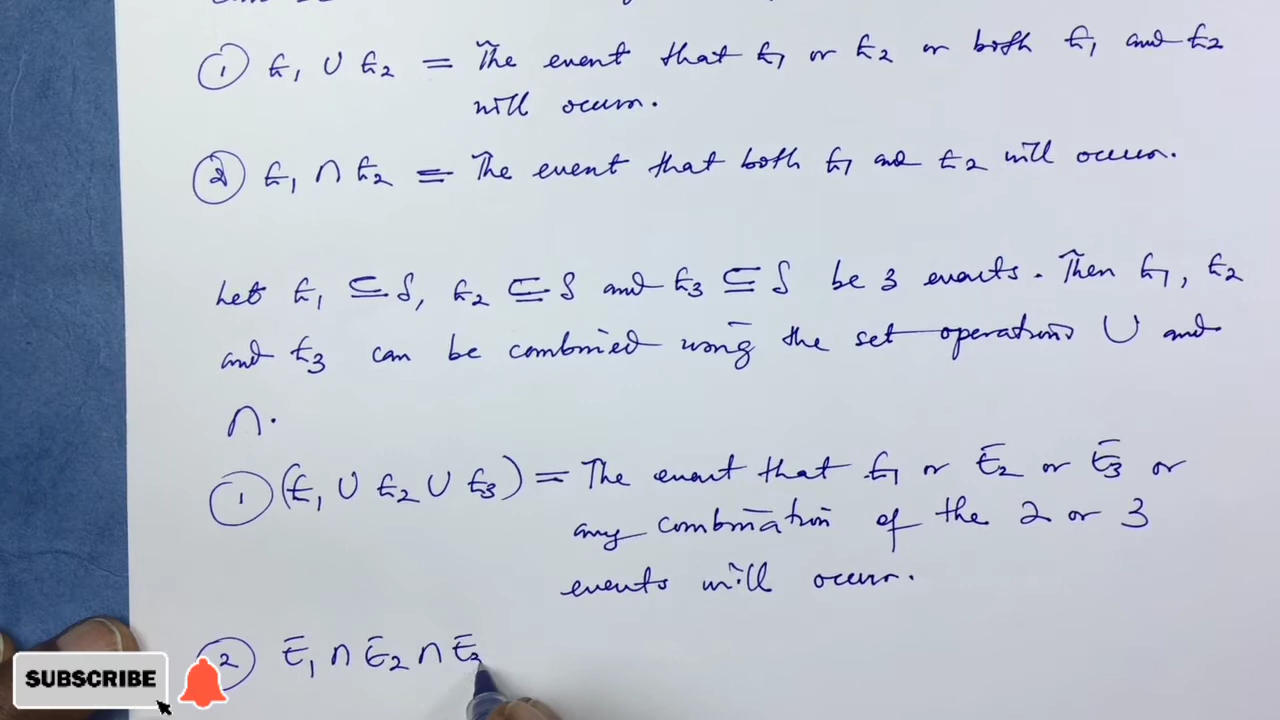 ① E₁ ∪ E₂ = The event that E₁ or E₂ or both E₁ and E₂
will occur.
② E₁ ∩ E₂ = The event that both E₁ and E₂ will occur.
Let E₁ ⊆ S, E₂ ⊆ S and E₃ ⊆ S be 3 events. Then E₁, E₂
and E₃ can be combined using the set operations ∪ and
∩.
① (E₁ ∪ E₂ ∪ E₃) = The event that E₁ or E₂ or E₃ or
any combination of the 2 or 3
events will occur.
② E₁ ∩ E₂ ∩ E₃
SUBSCRIBE